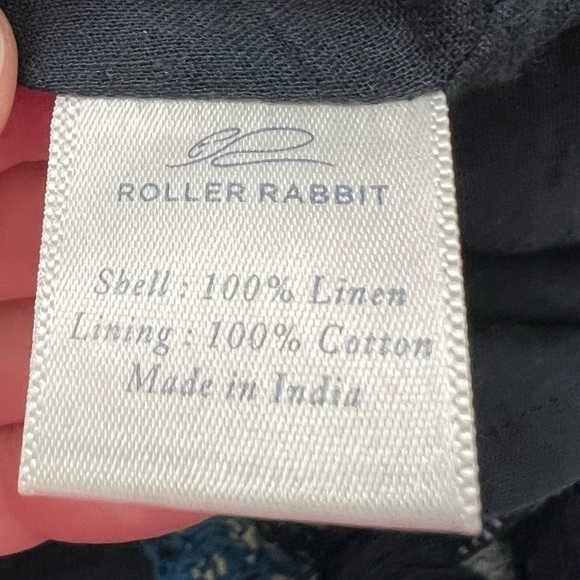 ROLLER RABBIT
Shell : 100% Linen
Lining : 100% Cotton
Made in India